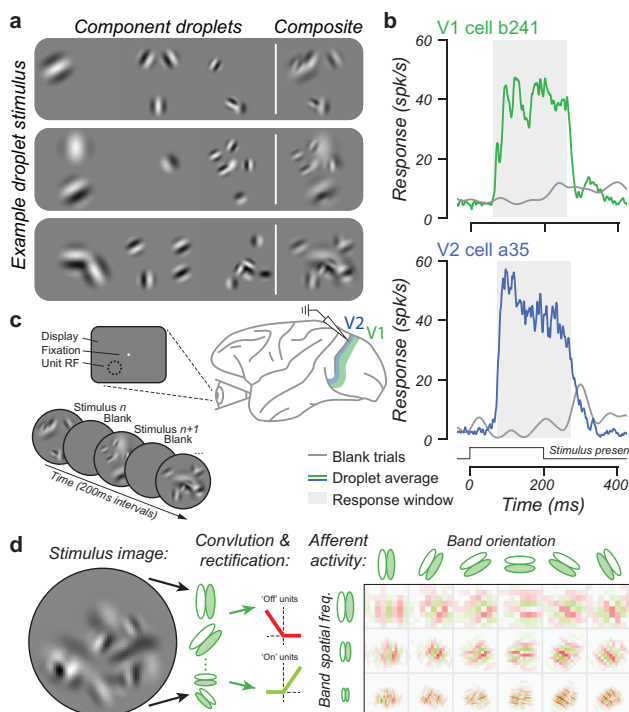 a
Component droplets
Composite
Example droplet stimulus
b
V1 cell b241
60
40
20
0
Response (spk/s)
V2 cell a35
60
40
20
0
Response (spk/s)
Stimulus presen
0
200
400
Time (ms)
c
Display
Fixation
Unit RF
V2
V1
Stimulus n
Blank
Stimulus n+1
Blank
...
Time (200ms intervals)
Blank trials
Droplet average
Response window
d
Stimulus image:
Convlution &
rectification:
'Off' units
'On' units
Afferent
activity:
Band orientation
Band spatial freq.